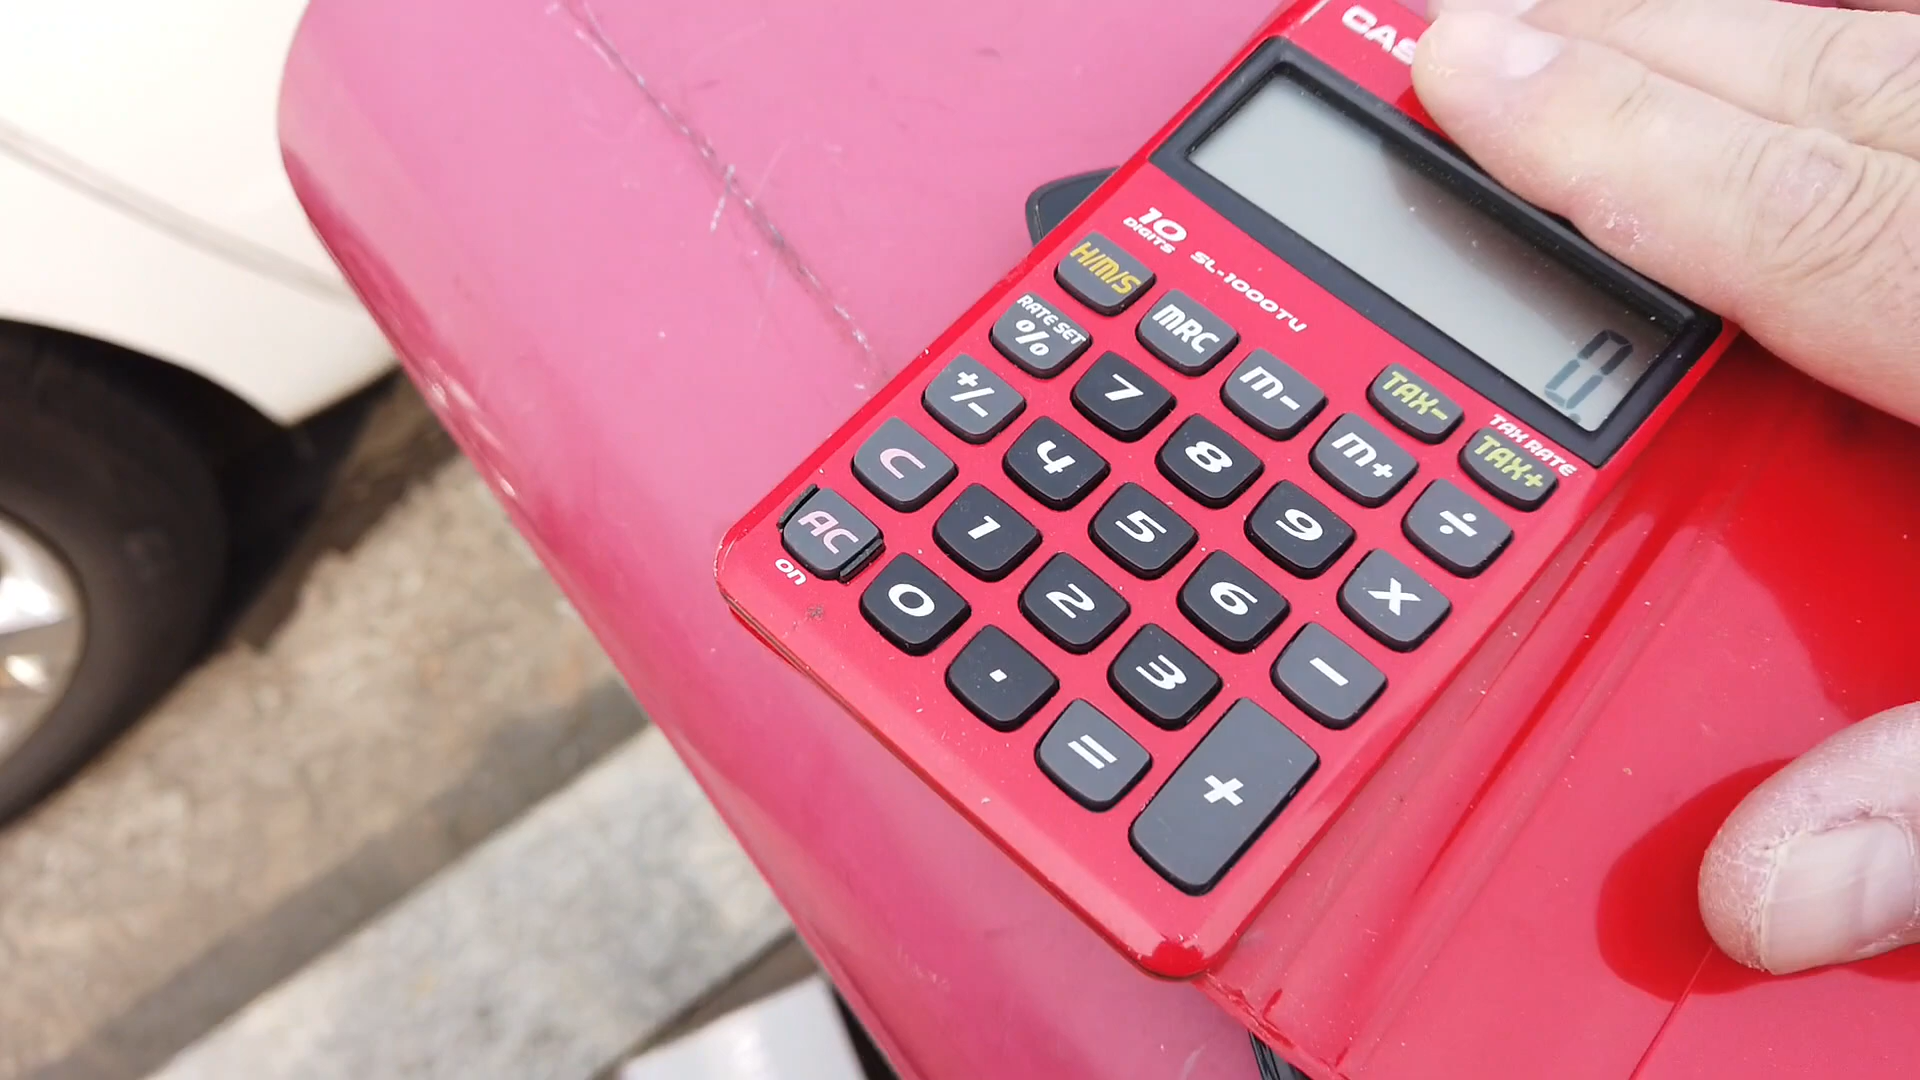 CAS
0.
10
DIGITS
SL-1000TV
H/M/S
MRC
M-
TAX-
RATE SET
%
7
8
M+
TAX RATE
TAX+
+/-
4
5
9
÷
C
1
2
6
X
AC
ON
0
.
3
-
=
+